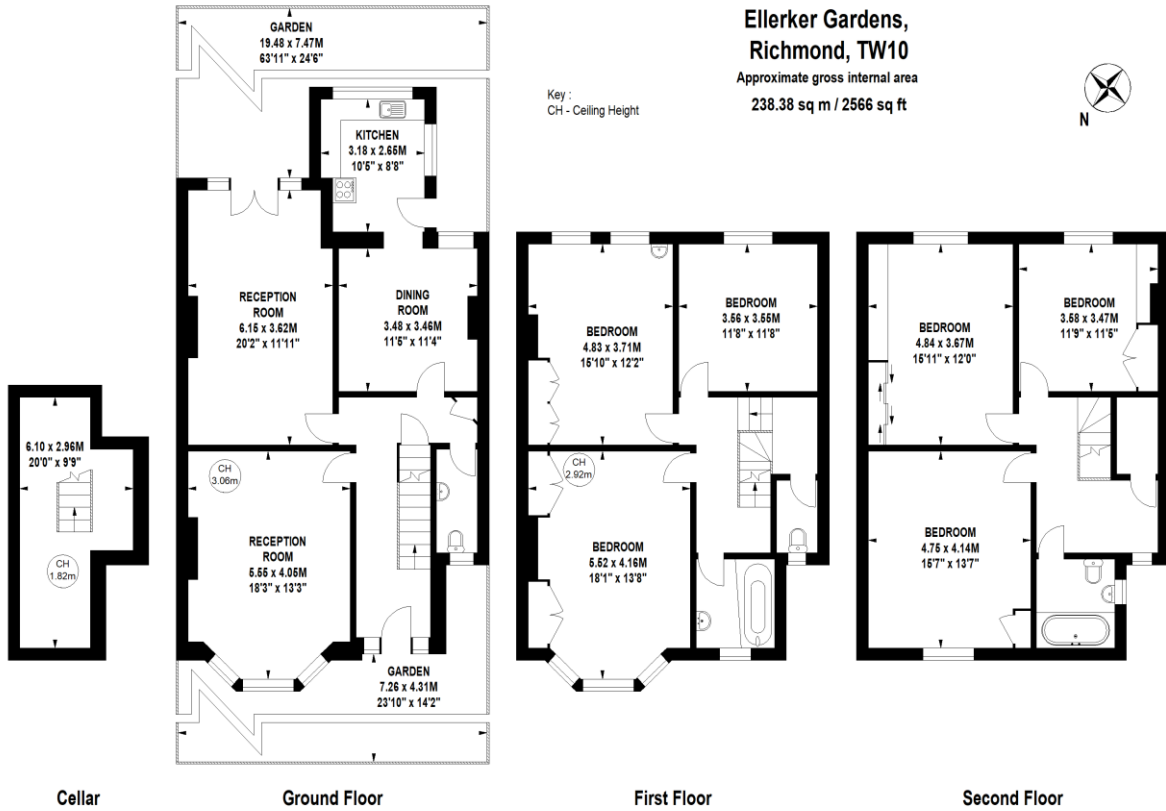 Ellerker Gardens,
Richmond, TW10
Approximate gross internal area
238.38 sq m / 2566 sq ft
Key :
CH - Ceiling Height
N
GARDEN
19.48 x 7.47M
63'11" x 24'6"
KITCHEN
3.18 x 2.65M
10'5" x 8'8"
RECEPTION
ROOM
6.15 x 3.62M
20'2" x 11'11"
DINING
ROOM
3.48 x 3.46M
11'5" x 11'4"
CH
3.06m
RECEPTION
ROOM
5.55 x 4.05M
18'3" x 13'3"
GARDEN
7.26 x 4.31M
23'10" x 14'2"
6.10 x 2.96M
20'0" x 9'9"
CH
1.82m
BEDROOM
4.83 x 3.71M
15'10" x 12'2"
BEDROOM
3.56 x 3.55M
11'8" x 11'8"
CH
2.92m
BEDROOM
5.52 x 4.16M
18'1" x 13'8"
BEDROOM
4.84 x 3.67M
15'11" x 12'0"
BEDROOM
3.58 x 3.47M
11'9" x 11'5"
BEDROOM
4.75 x 4.14M
15'7" x 13'7"
Cellar
Ground Floor
First Floor
Second Floor